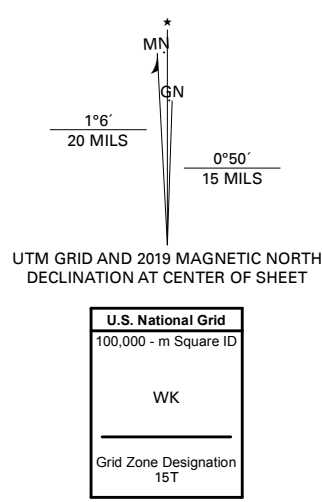 MN
GN
1°6´
20 MILS
0°50´
15 MILS
UTM GRID AND 2019 MAGNETIC NORTH
DECLINATION AT CENTER OF SHEET
U.S. National Grid
100,000 - m Square ID
WK
Grid Zone Designation
15T